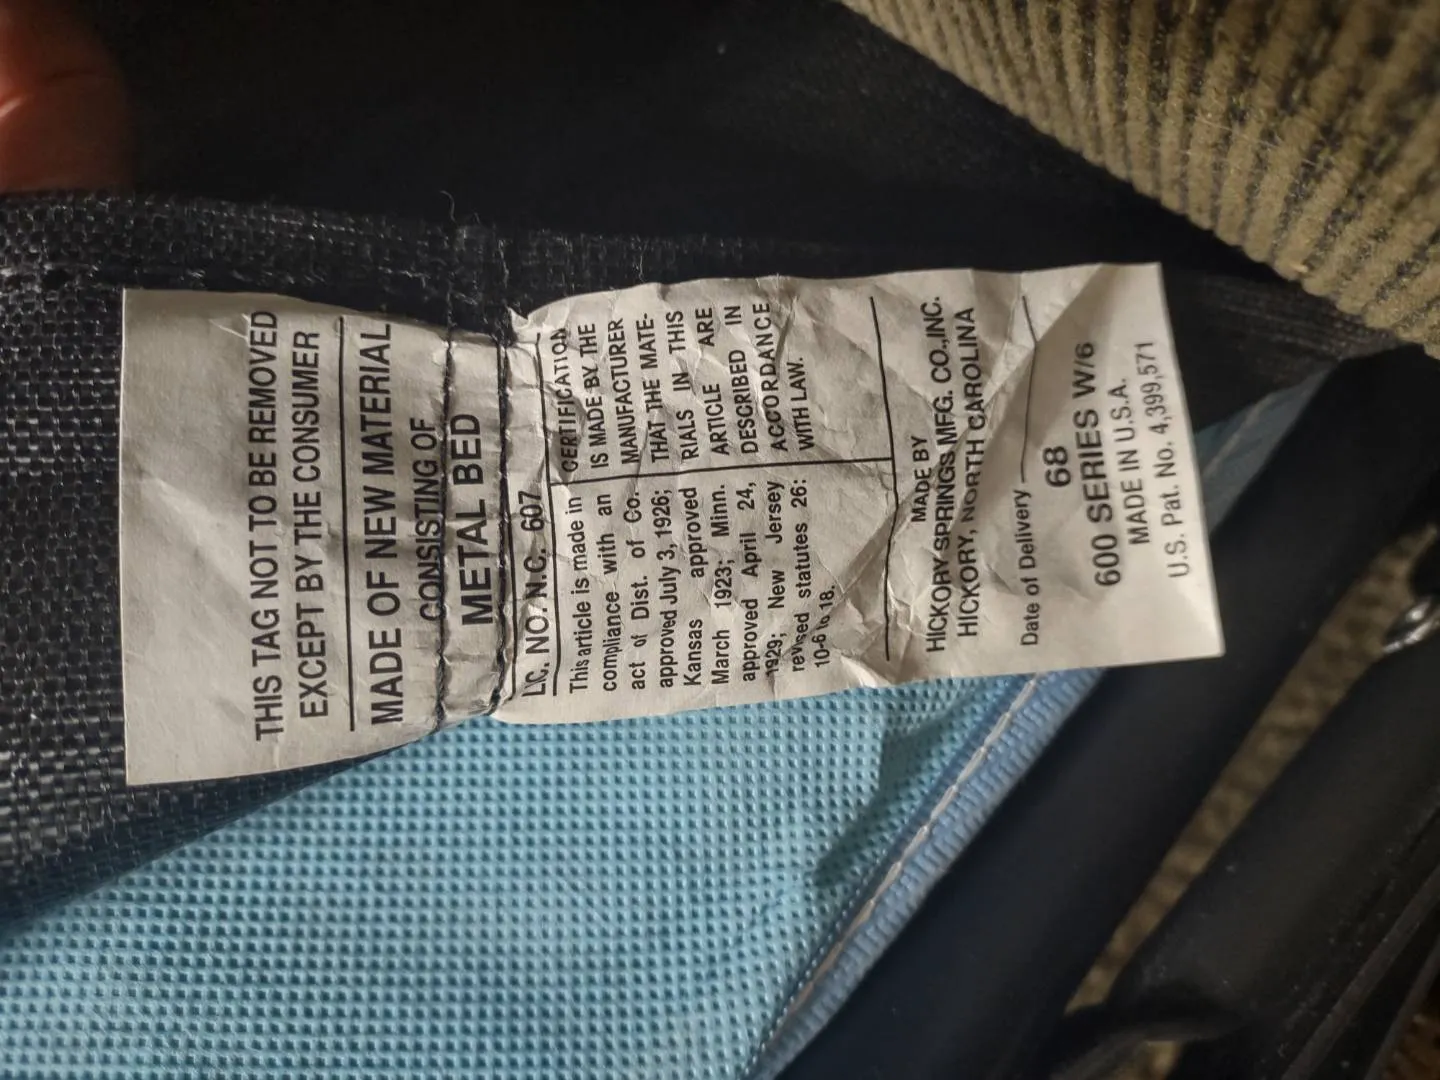 THIS TAG NOT TO BE REMOVED
EXCEPT BY THE CONSUMER
MADE OF NEW MATERIAL
CONSISTING OF
METAL BED
LIC. NO. N.C. 607
This article is made in
compliance with an
act of Dist. of Co.
approved July 3, 1926;
Kansas approved
March 1923; Minn.
approved April 24,
1929; New Jersey
revised statutes 26:
10-6 to 18.
CERTIFICATION
IS MADE BY THE
MANUFACTURER
THAT THE MATE-
RIALS IN THIS
ARTICLE ARE
DESCRIBED IN
ACCORDANCE
WITH LAW.
MADE BY
HICKORY SPRINGS MFG. CO., INC.
HICKORY, NORTH CAROLINA
Date of Delivery
68
600 SERIES W/6
MADE IN U.S.A.
U.S. Pat. No. 4,399,571